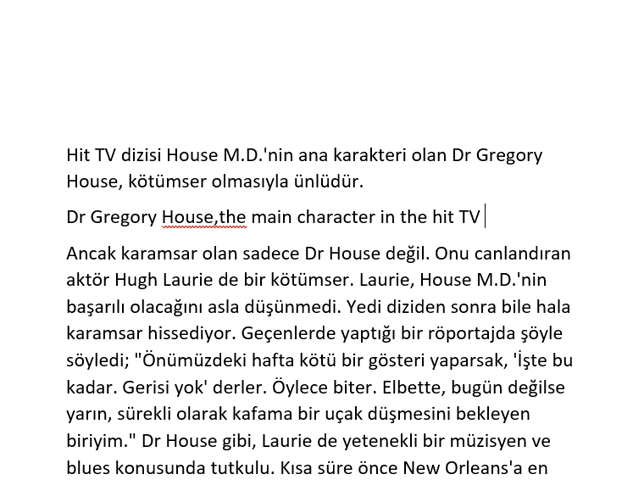 Hit TV dizisi House M.D.'nin ana karakteri olan Dr Gregory
House, kötümser olmasıyla ünlüdür.
Dr Gregory House,the main character in the hit TV
Ancak karamsar olan sadece Dr House değil. Onu canlandıran
aktör Hugh Laurie de bir kötümser. Laurie, House M.D.'nin
başarılı olacağını asla düşünmedi. Yedi diziden sonra bile hala
karamsar hissediyor. Geçenlerde yaptığı bir röportajda şöyle
söyledi; "Önümüzdeki hafta kötü bir gösteri yaparsak, 'İşte bu
kadar. Gerisi yok' derler. Öylece biter. Elbette, bugün değilse
yarın, sürekli olarak kafama bir uçak düşmesini bekleyen
biriyim." Dr House gibi, Laurie de yetenekli bir müzisyen ve
blues konusunda tutkulu. Kısa süre önce New Orleans'a en